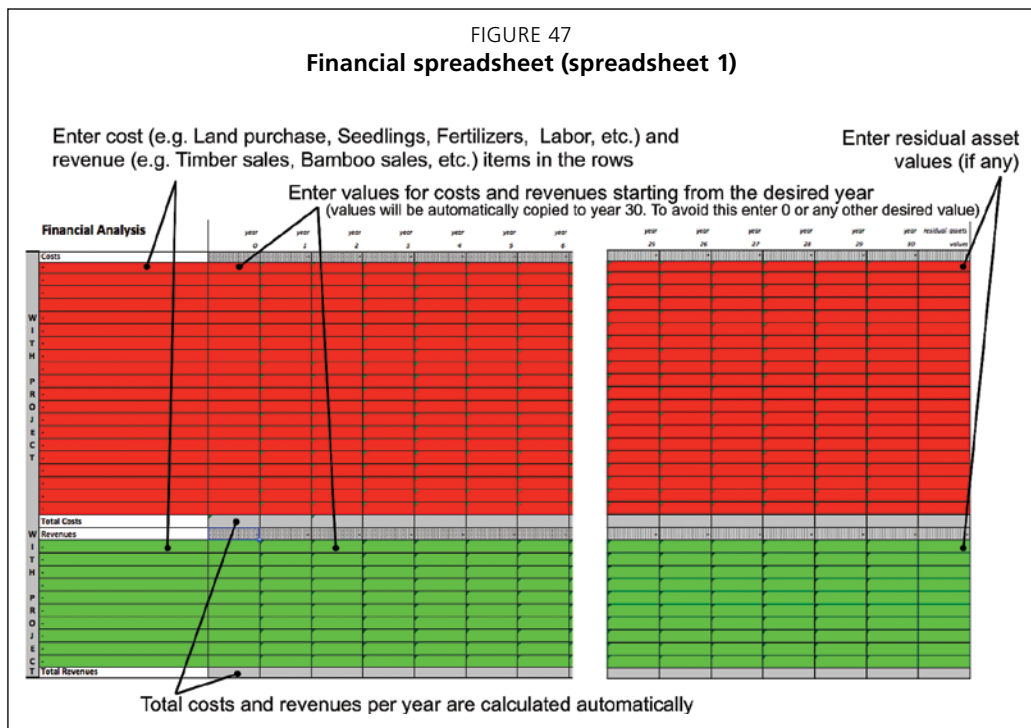 FIGURE 47
Financial spreadsheet (spreadsheet 1)
Enter cost (e.g. Land purchase, Seedlings, Fertilizers, Labor, etc.) and
revenue (e.g. Timber sales, Bamboo sales, etc.) items in the rows
Enter residual asset
values (if any)
Enter values for costs and revenues starting from the desired year
(values will be automatically copied to year 30. To avoid this enter 0 or any other desired value)
Financial Analysis
year year year year year year year
0 1 2 3 4 5 6
year year year year year year residual assets
25 26 27 28 29 30 values
Costs
WITH PROJECT
Total Costs
Revenues
WITH PROJECT
Total Revenues
Total costs and revenues per year are calculated automatically